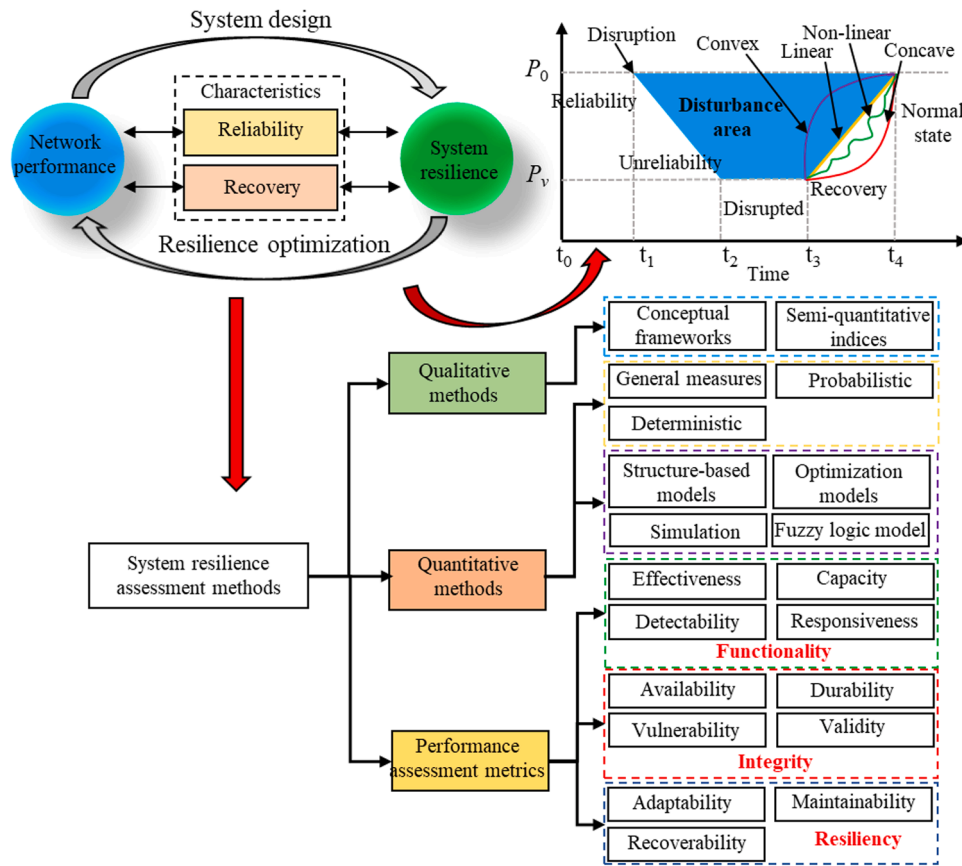 System design
Characteristics
Network
performance
Reliability
Recovery
System
resilience
Resilience optimization
Disruption
Convex
Non-linear
Linear
Concave
P0
Reliability
Disturbance
area
Normal
state
Unreliability
Pv
Disrupted
Recovery
t0
t1
t2
t3
t4
Time
System resilience
assessment methods
Qualitative
methods
Quantitative
methods
Performance
assessment metrics
Conceptual
frameworks
Semi-quantitative
indices
General measures
Probabilistic
Deterministic
Structure-based
models
Optimization
models
Simulation
Fuzzy logic model
Effectiveness
Capacity
Detectability
Responsiveness
Functionality
Availability
Durability
Vulnerability
Validity
Integrity
Adaptability
Maintainability
Recoverability
Resiliency